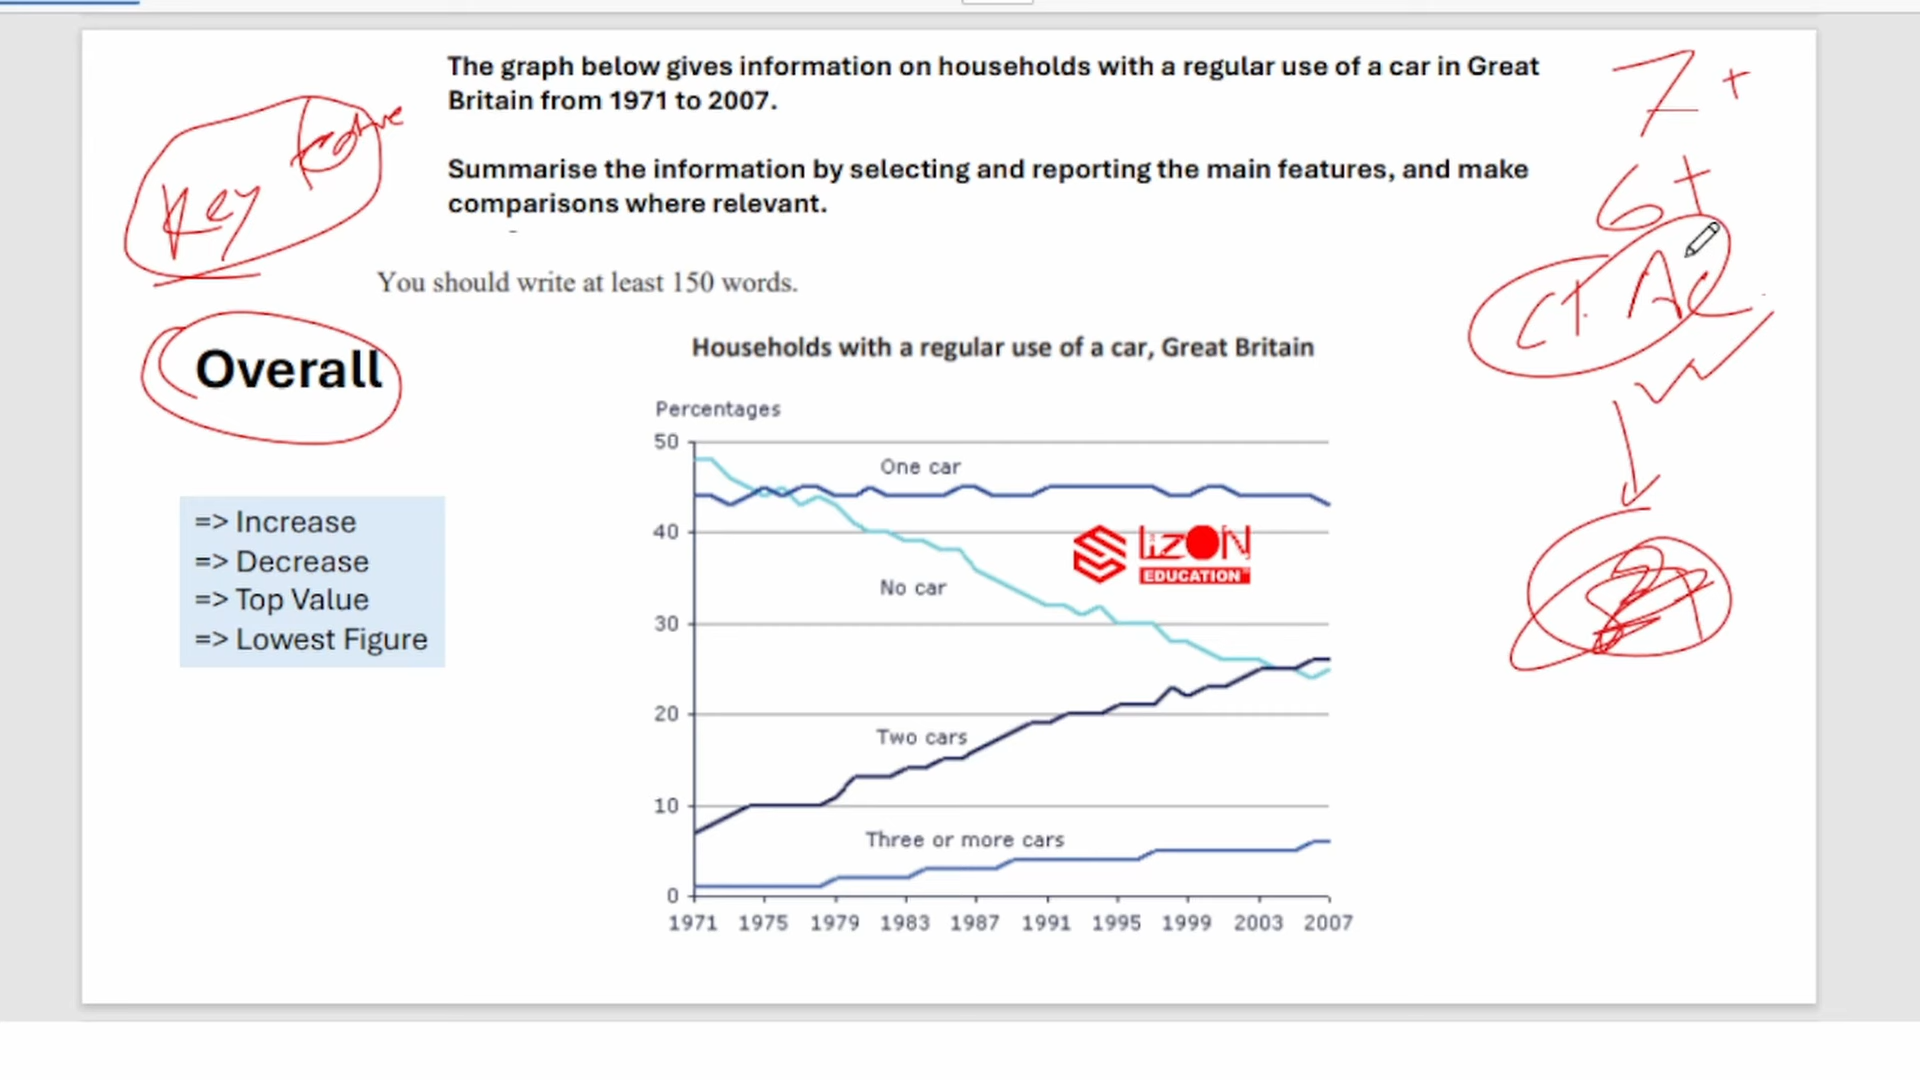 The graph below gives information on households with a regular use of a car in Great
Britain from 1971 to 2007.
Summarise the information by selecting and reporting the main features, and make
comparisons where relevant.
You should write at least 150 words.
Key
Overall
=> Increase
=> Decrease
=> Top Value
=> Lowest Figure
7+
6+
Households with a regular use of a car, Great Britain
Percentages
50
40
30
20
10
0
One car
No car
Two cars
Three or more cars
LizON
EDUCATION
1971 1975 1979 1983 1987 1991 1995 1999 2003 2007